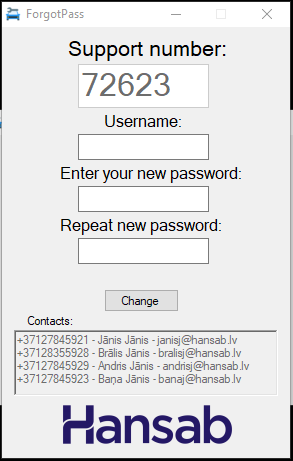 ForgotPass
Support number:
72623
Username:
Enter your new password:
Repeat new password:
Change
Contacts:
+37127845921 - Jānis Jānis - janisj@hansab.lv
+37128355928 - Brālis Jānis - bralisj@hansab.lv
+37127845929 - Andris Jānis - andrisj@hansab.lv
+37127845923 - Baņa Jānis - banaj@hansab.lv
Hansab